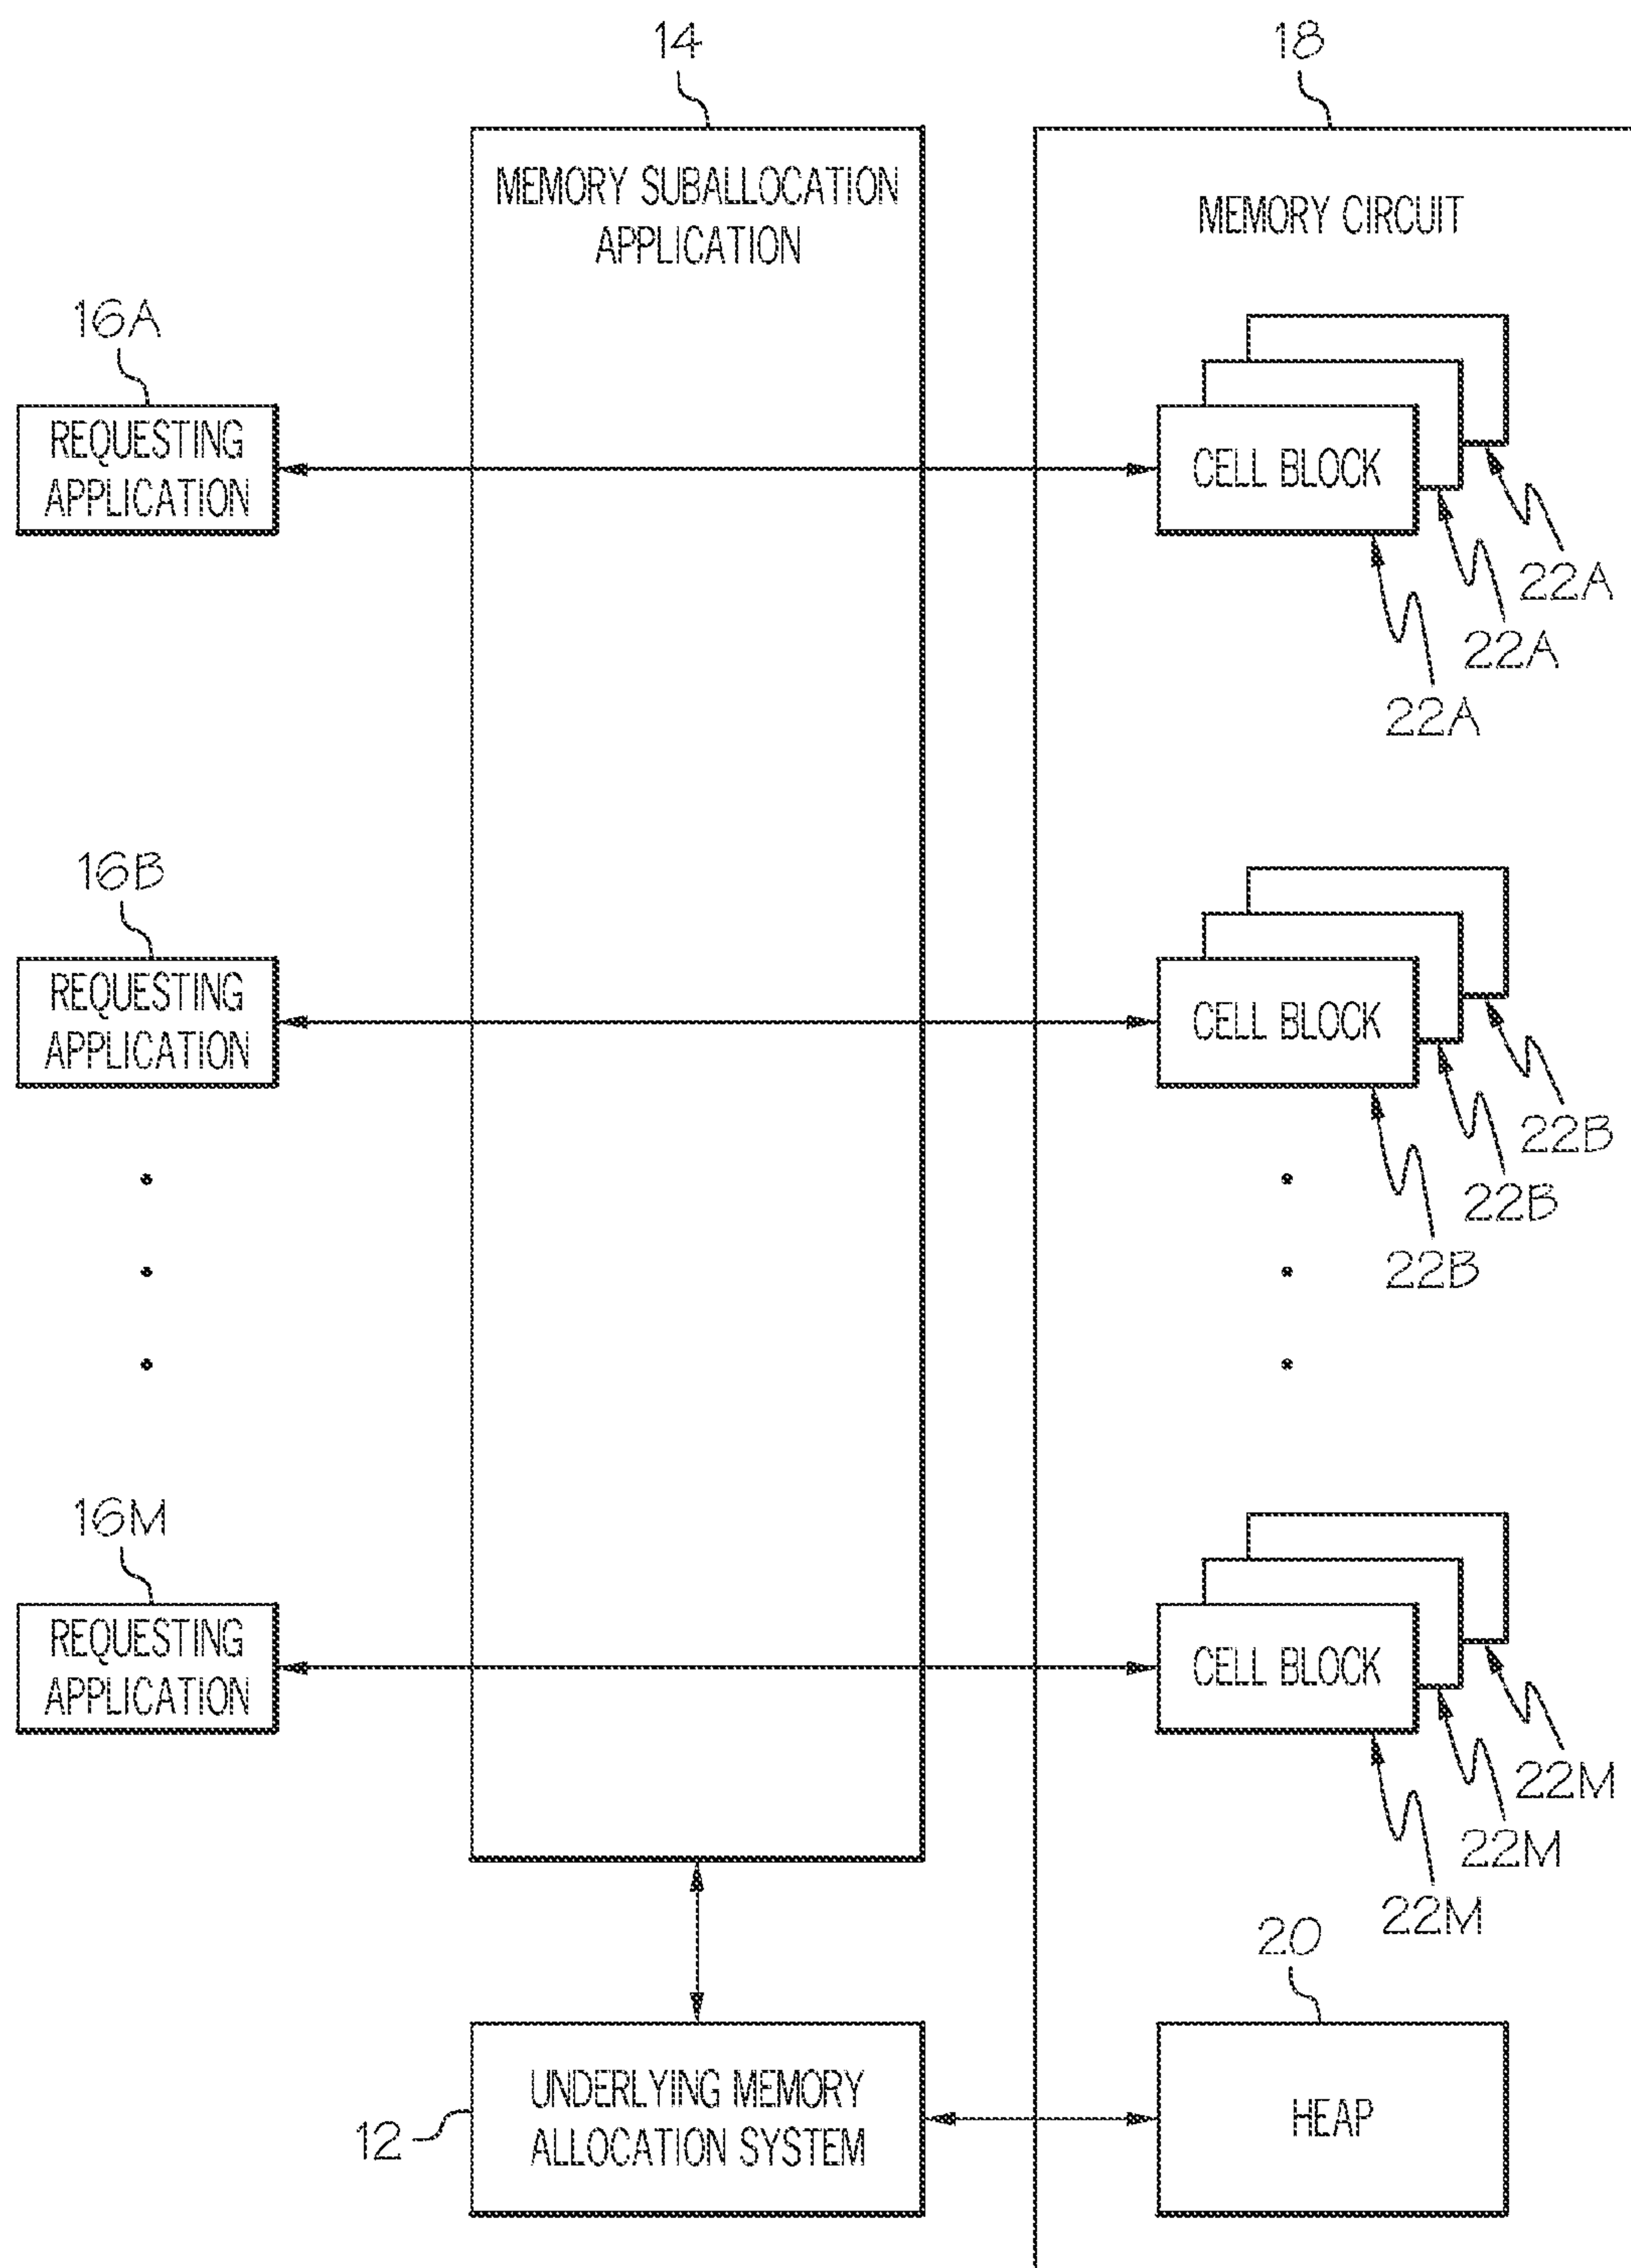 14
18
MEMORY SUBALLOCATION
APPLICATION
MEMORY CIRCUIT
16A
REQUESTING
APPLICATION
CELL BLOCK
22A
22A
22A
16B
REQUESTING
APPLICATION
CELL BLOCK
22B
22B
22B
16M
REQUESTING
APPLICATION
CELL BLOCK
22M
22M
22M
20
12
UNDERLYING MEMORY
ALLOCATION SYSTEM
HEAP